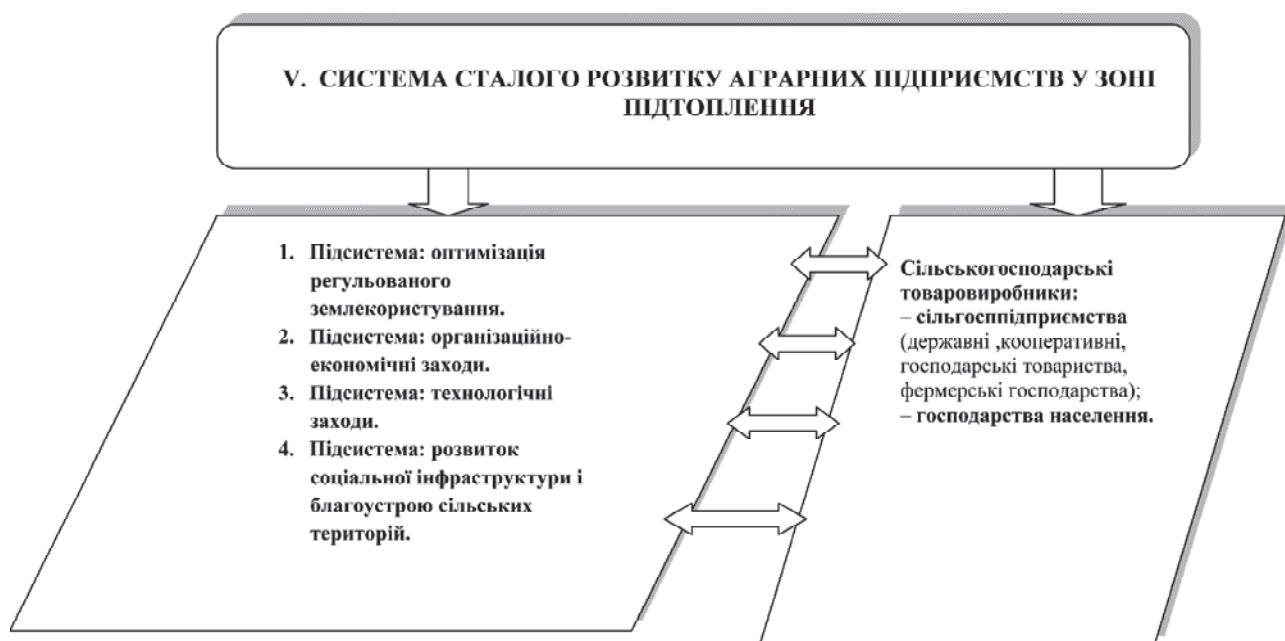 V. СИСТЕМА СТАЛОГО РОЗВИТКУ АГРАРНИХ ПІДПРИЄМСТВ У ЗОНІ
ПІДТОПЛЕННЯ
1. Підсистема: оптимізація
регульованого
землекористування.
2. Підсистема: організаційно-
економічні заходи.
3. Підсистема: технологічні
заходи.
4. Підсистема: розвиток
соціальної інфраструктури і
благоустрою сільських
територій.
Сільськогосподарські
товаровиробники:
– сільгосппідприємства
(державні ,кооперативні,
господарські товариства,
фермерські господарства);
– господарства населення.